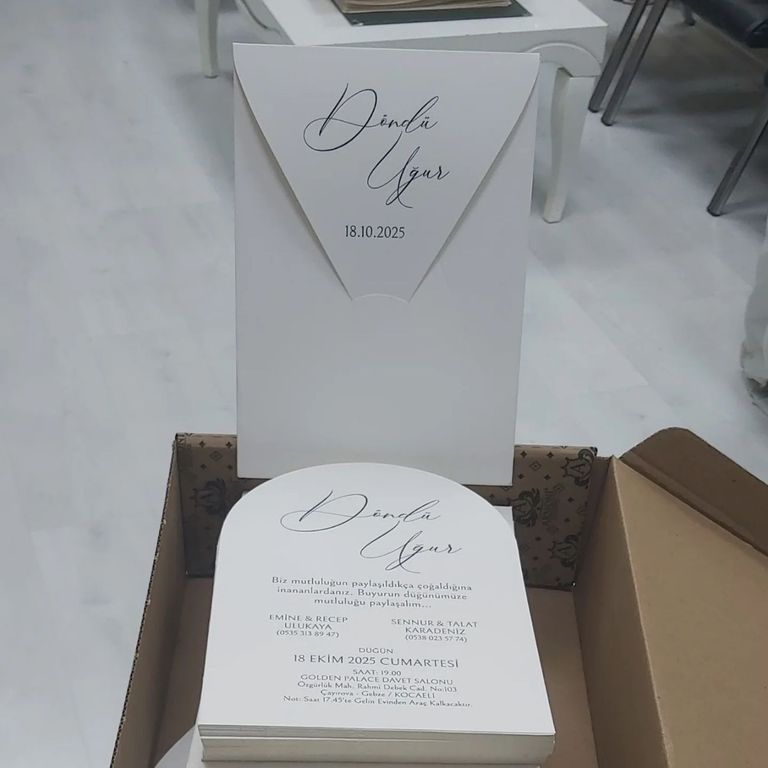 Döndü
Uğur
18.10.2025
Döndü
Uğur
Biz mutluluğun paylaşıldıkça çoğaldığına
inananlardanız. Buyurun düğünümüze
mutluluğu paylaşalım...
EMİNE & RECEP
ULUKAYA
(0535 313 89 47)
SENNUR & TALAT
KARADENİZ
(0538 023 57 74)
DÜĞÜN
18 EKİM 2025 CUMARTESİ
SAAT: 19.00
GOLDEN PALACE DAVET SALONU
Özgürlük Mah. Rahmi Debek Cad. No:103
Çayırova - Gebze / KOCAELİ
Not: Saat 17:45'te Gelin Evinden Araç Kalkacaktır.